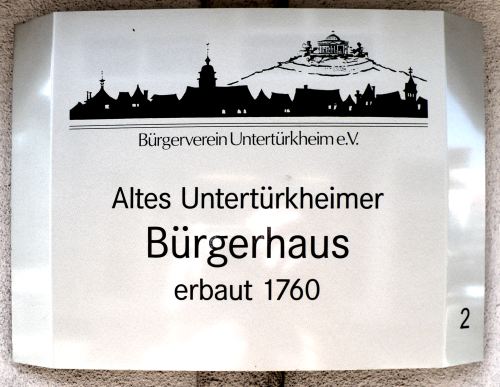 Bürgerverein Untertürkheim e.V.
Altes Untertürkheimer
Bürgerhaus
erbaut 1760
2